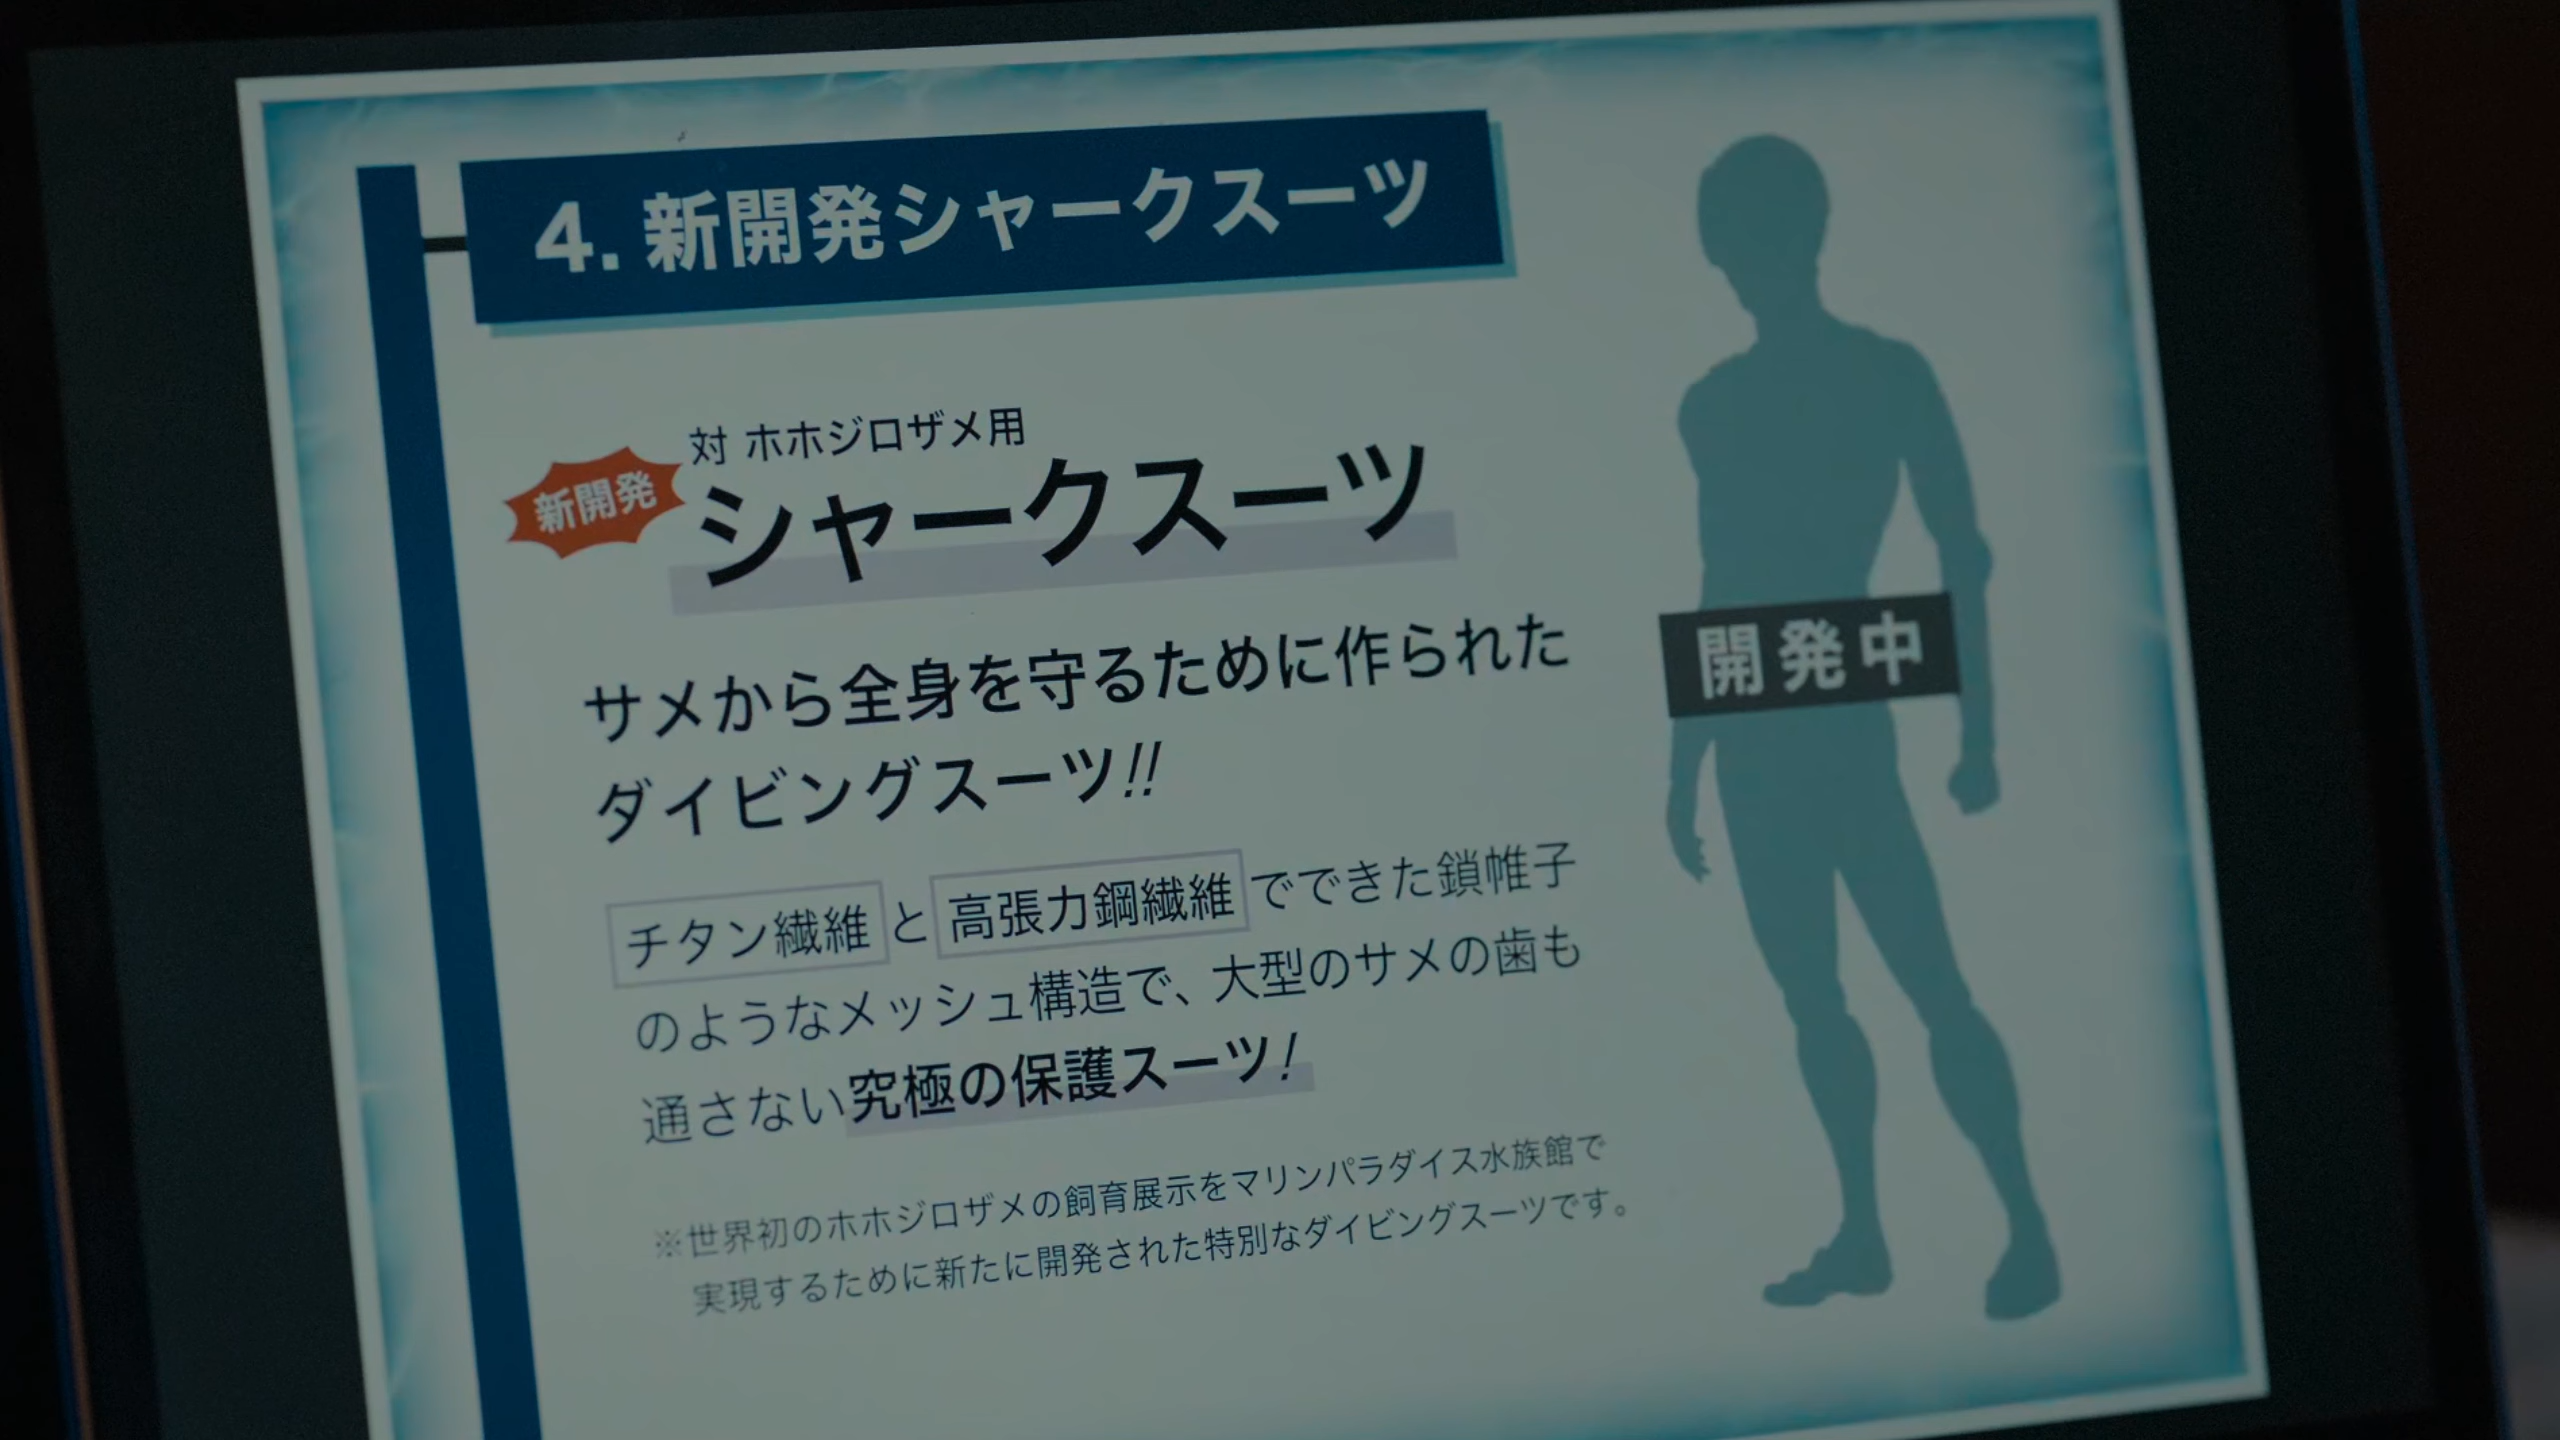 4. 新開発シャークスーツ
対 ホホジロザメ用
新開発
シャークスーツ
サメから全身を守るために作られた
ダイビングスーツ!!
開発中
チタン繊維と高張力鋼繊維でできた鎖帷子
のようなメッシュ構造で、大型のサメの歯も
通さない究極の保護スーツ!
※世界初のホホジロザメの飼育展示をマリンパラダイス水族館で
実現するために新たに開発された特別なダイビングスーツです。